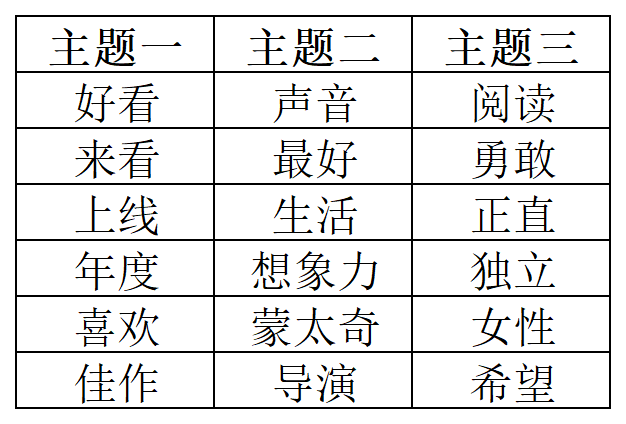 主题一 主题二 主题三
好看 声音 阅读
来看 最好 勇敢
上线 生活 正直
年度 想象力 独立
喜欢 蒙太奇 女性
佳作 导演 希望